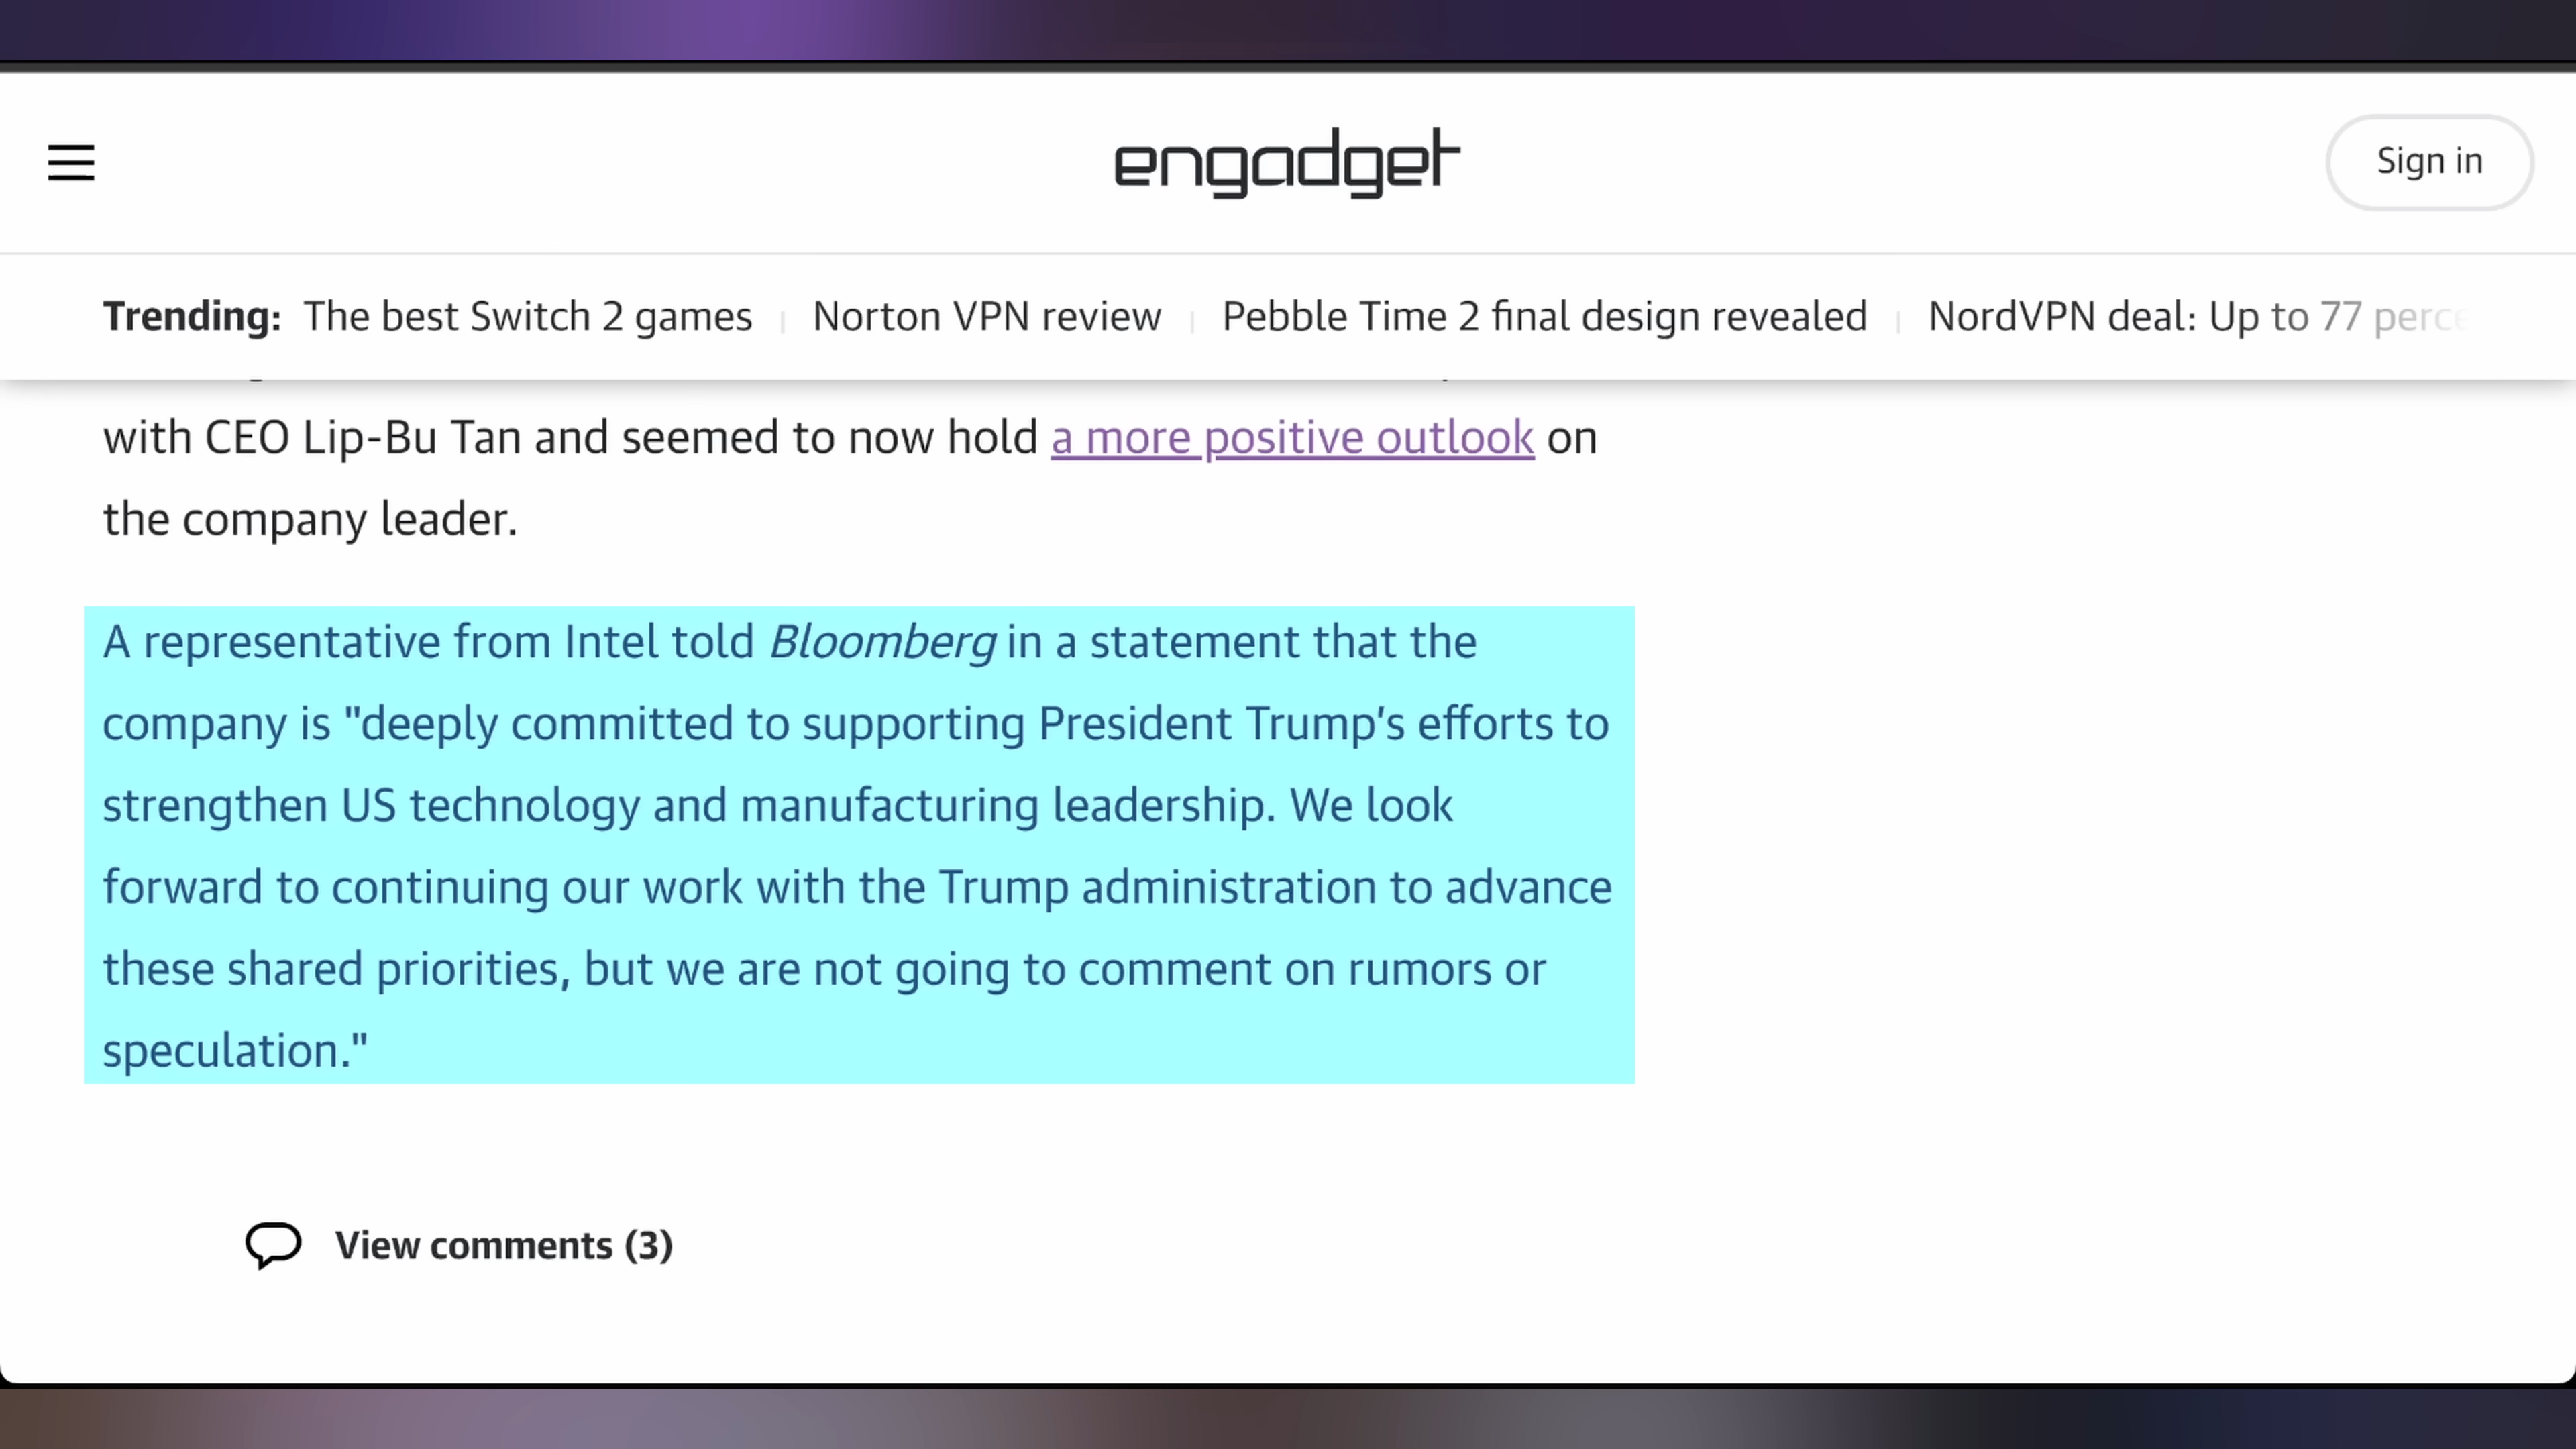 engadget
Sign in
Trending: The best Switch 2 games
Norton VPN review
Pebble Time 2 final design revealed
NordVPN deal: Up to 77 perce
with CEO Lip-Bu Tan and seemed to now hold a more positive outlook on
the company leader.
A representative from Intel told Bloomberg in a statement that the
company is "deeply committed to supporting President Trump's efforts to
strengthen US technology and manufacturing leadership. We look
forward to continuing our work with the Trump administration to advance
these shared priorities, but we are not going to comment on rumors or
speculation."
View comments (3)